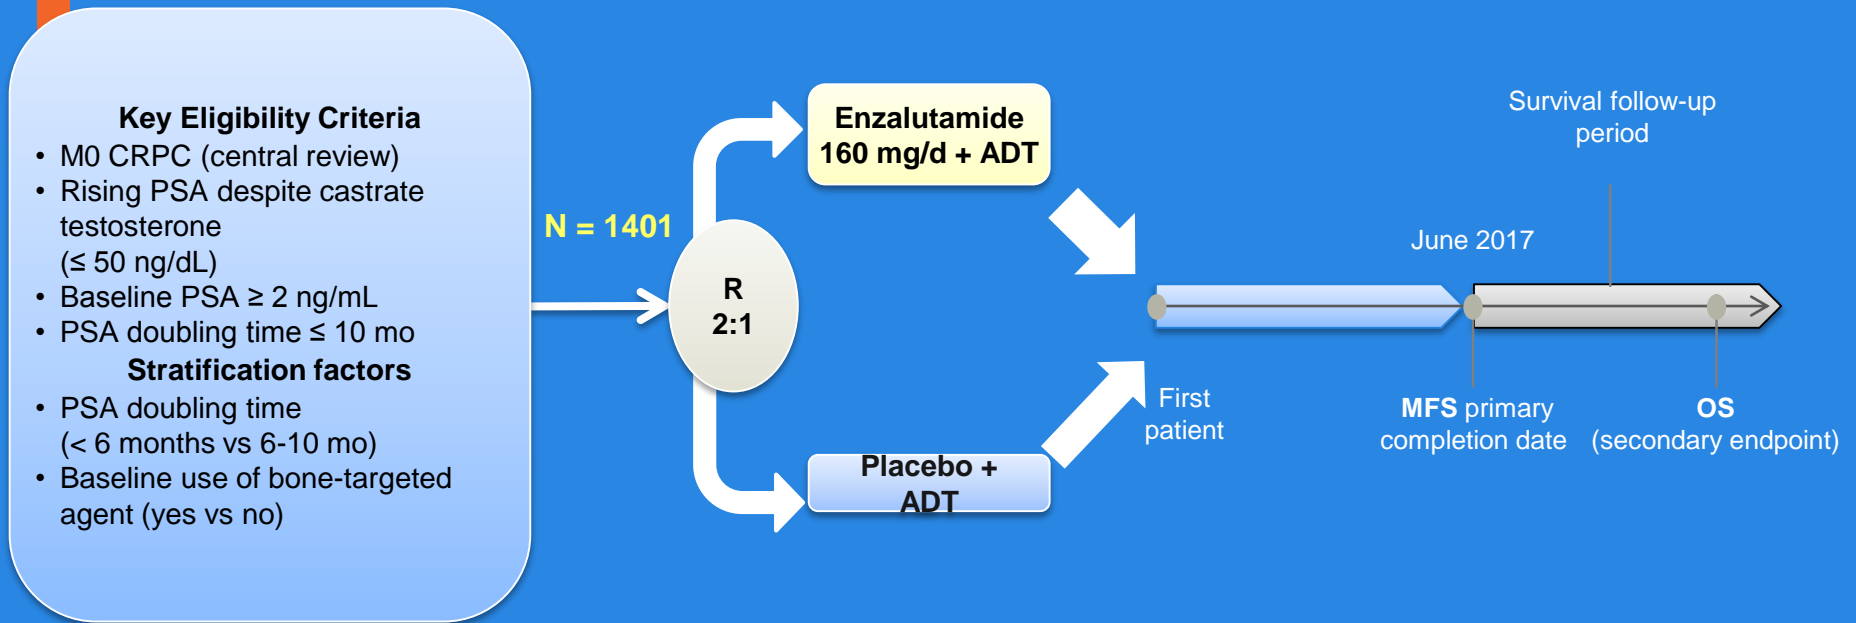 Key Eligibility Criteria
• M0 CRPC (central review)
• Rising PSA despite castrate
testosterone
(≤ 50 ng/dL)
• Baseline PSA ≥ 2 ng/mL
• PSA doubling time ≤ 10 mo
Stratification factors
• PSA doubling time
(< 6 months vs 6-10 mo)
• Baseline use of bone-targeted
agent (yes vs no)
N = 1401
R
2:1
Enzalutamide
160 mg/d + ADT
Placebo +
ADT
First
patient
June 2017
Survival follow-up
period
MFS primary
completion date
OS
(secondary endpoint)